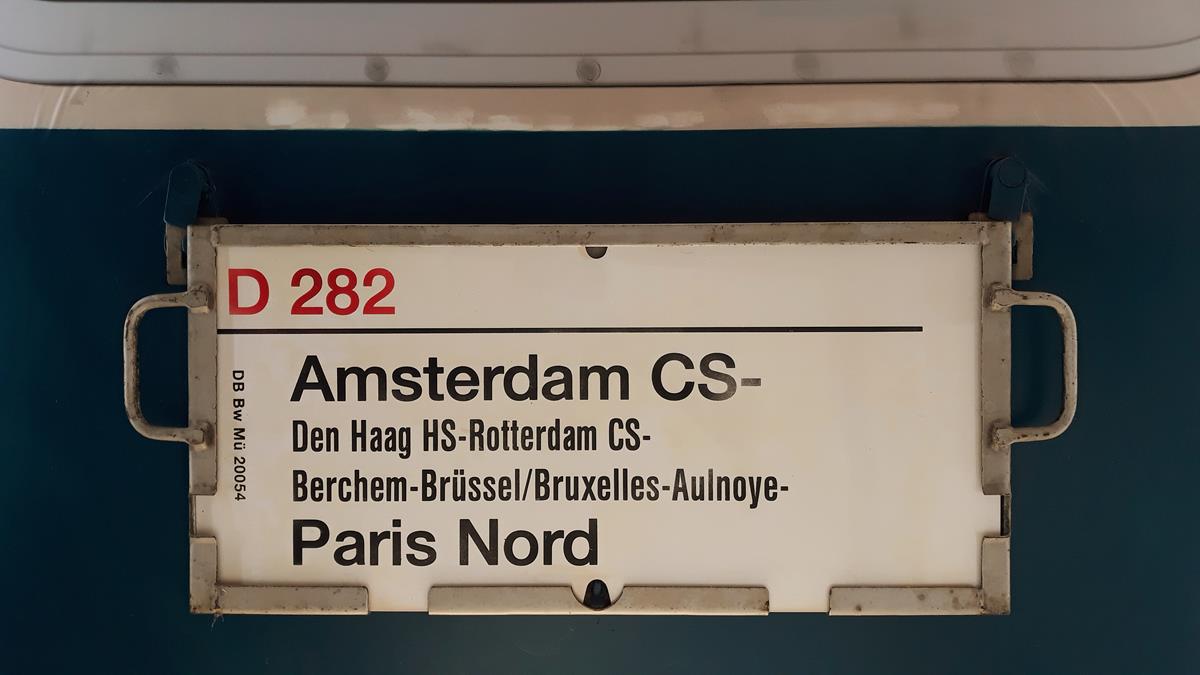 D 282
Amsterdam CS-
Den Haag HS-Rotterdam CS-
Berchem-Brüssel/Bruxelles-Aulnoye-
Paris Nord
DB Bw Mü 20054